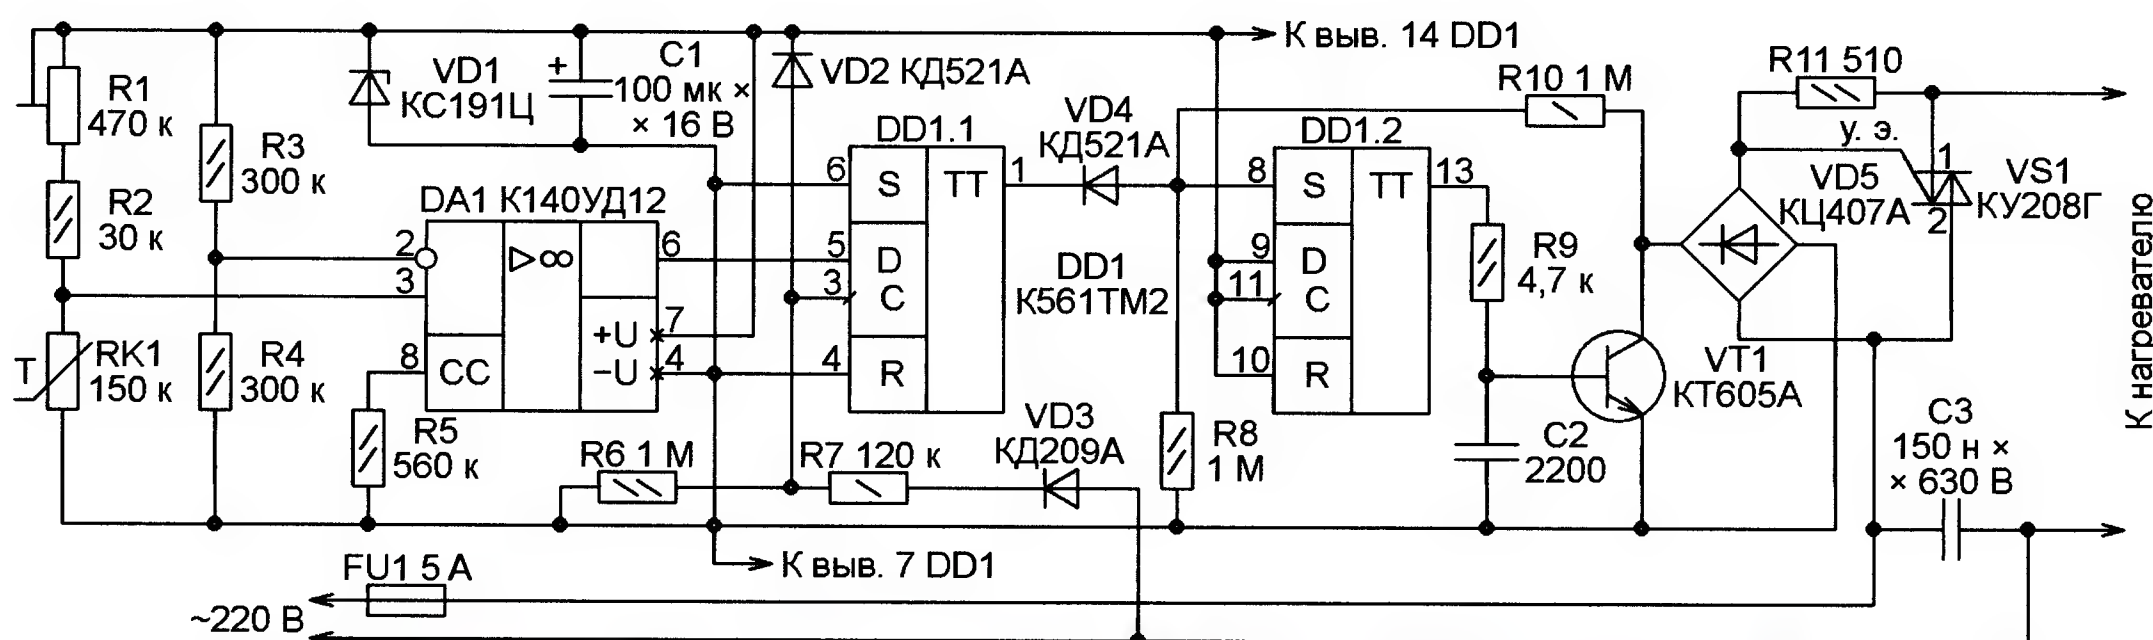 К выв. 14 DD1
R1
470 к
R2
30 к
R3
300 к
VD1
КС191Ц
+
C1
100 мк ×
× 16 В
VD2 КД521А
DD1.1
VD4
КД521А
R10 1 М
DD1.2
R11 510
у. э.
1
2
VS1
КУ208Г
VD5
КЦ407А
DA1 К140УД12
2
3
8
▷∞
CC
+U
−U
6
7
4
6
5
3
4
S
D
C
R
TT
1
DD1
К561ТМ2
8
9
11
10
S
D
C
R
TT
13
R9
4,7 к
VT1
КТ605А
T
RK1
150 к
R4
300 к
R5
560 к
R6 1 М
R7 120 к
VD3
КД209А
R8
1 М
C2
2200
C3
150 н ×
× 630 В
К нагревателю
К выв. 7 DD1
FU1 5 А
~220 В